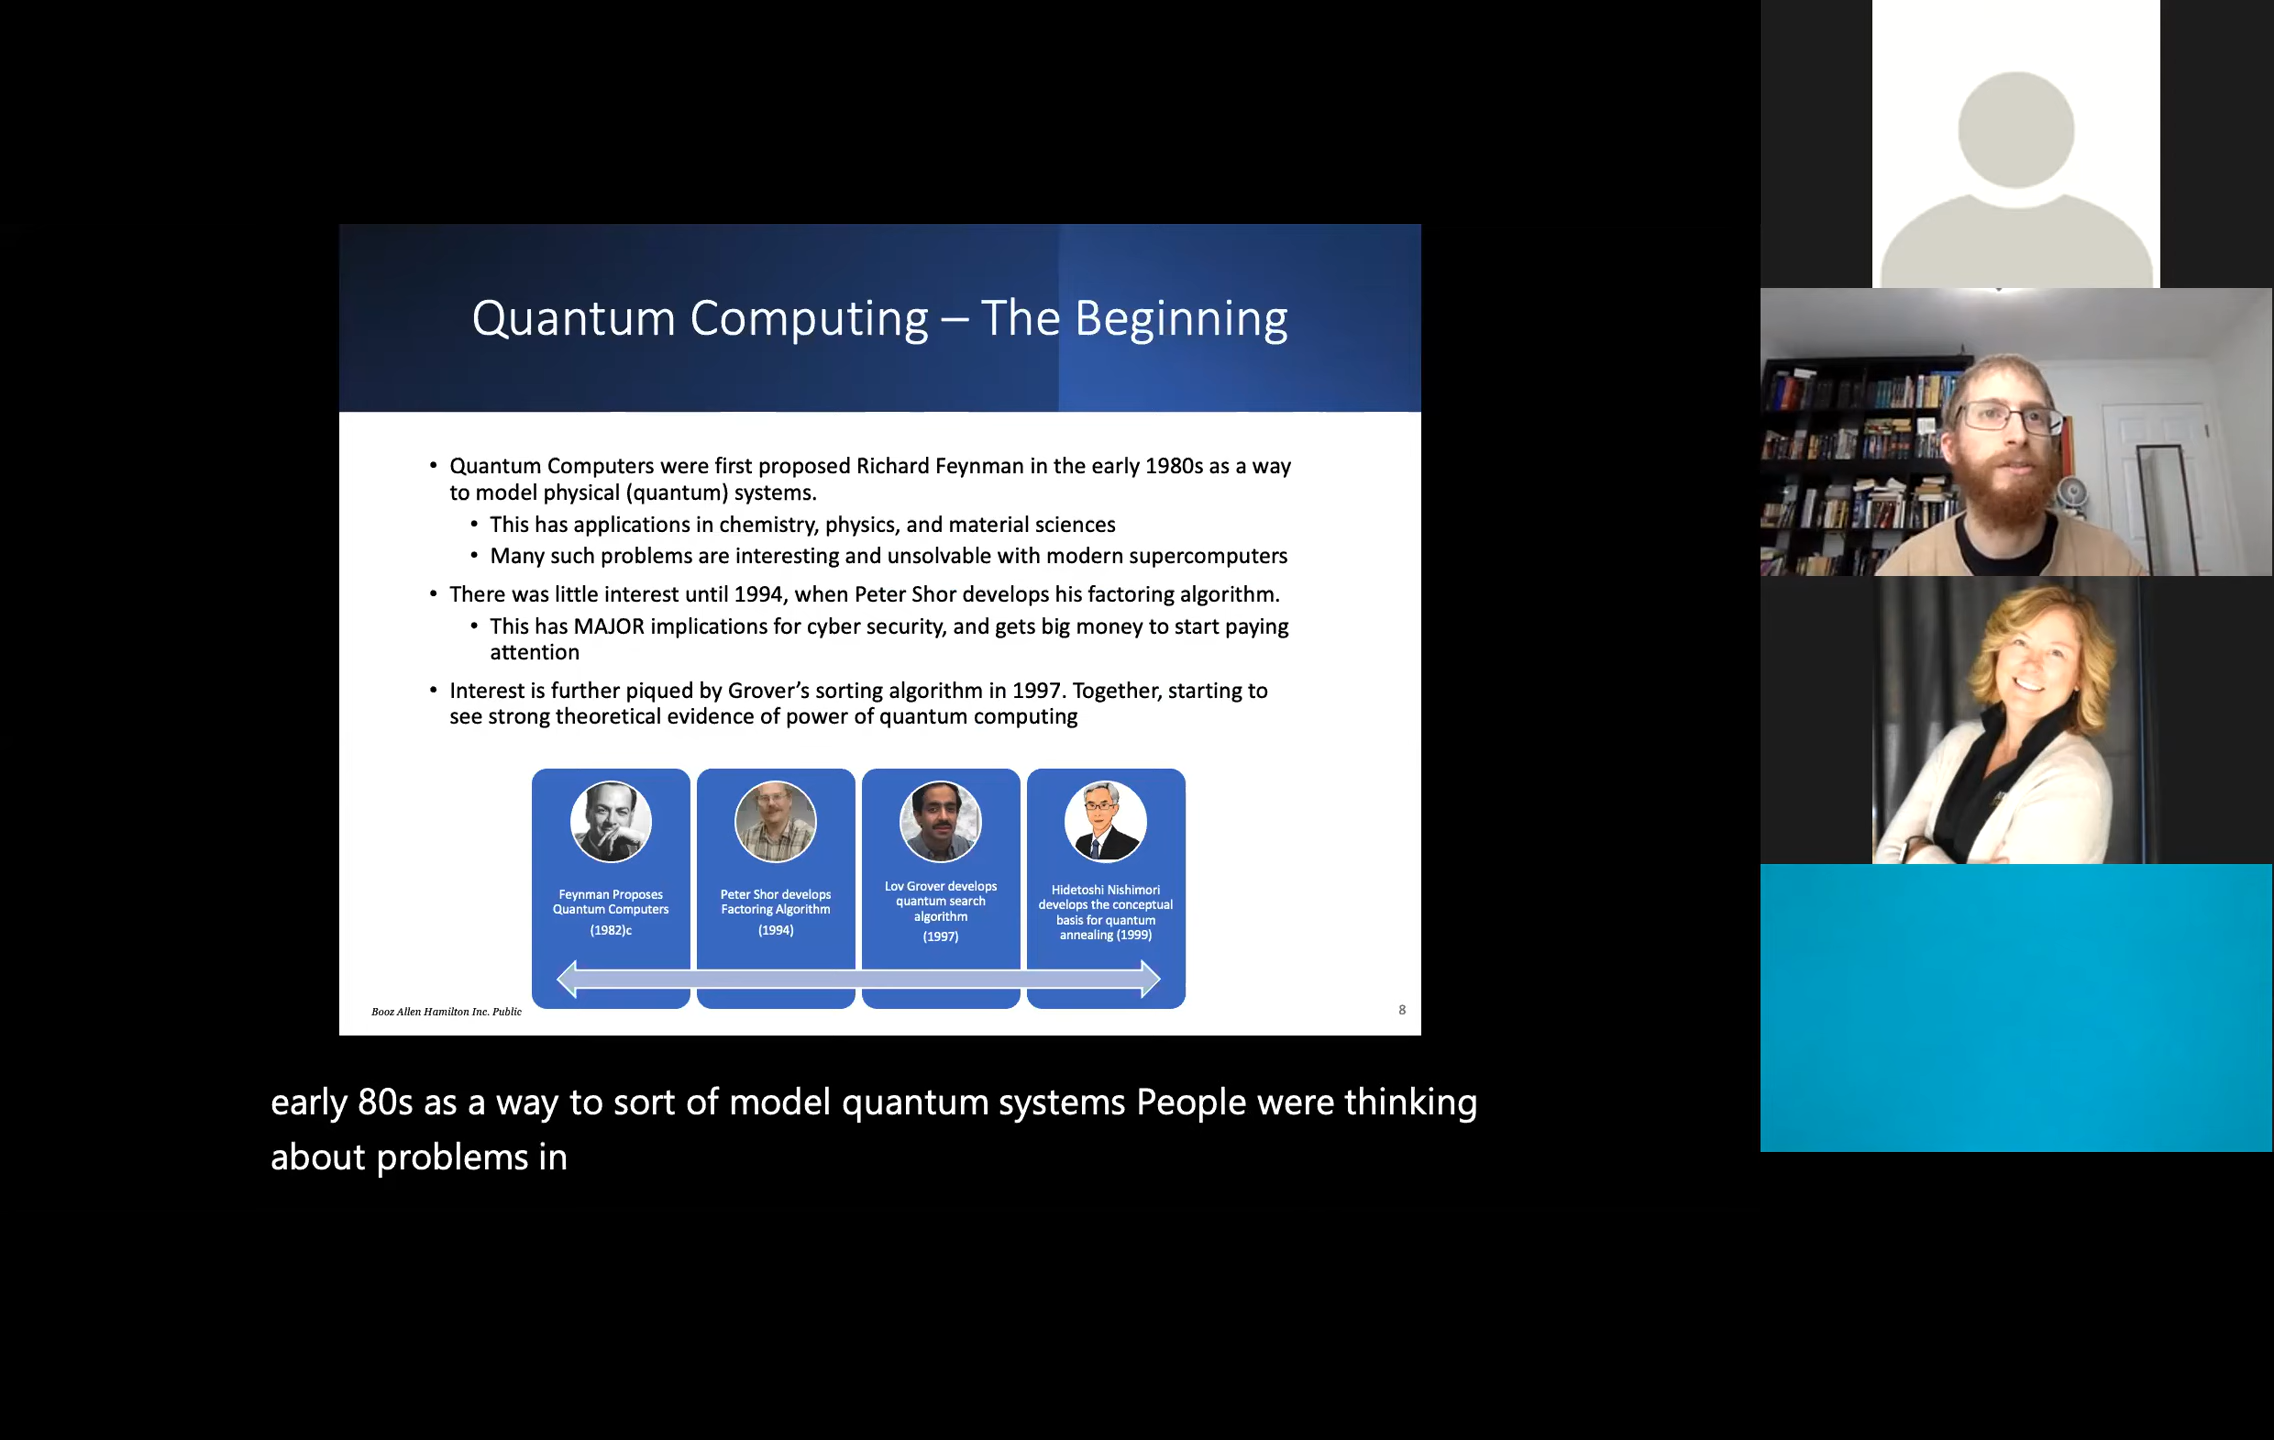 Quantum Computing – The Beginning
• Quantum Computers were first proposed Richard Feynman in the early 1980s as a way
to model physical (quantum) systems.
• This has applications in chemistry, physics, and material sciences
• Many such problems are interesting and unsolvable with modern supercomputers
• There was little interest until 1994, when Peter Shor develops his factoring algorithm.
• This has MAJOR implications for cyber security, and gets big money to start paying
attention
• Interest is further piqued by Grover’s sorting algorithm in 1997. Together, starting to
see strong theoretical evidence of power of quantum computing
Feynman Proposes
Quantum Computers
(1982)c
Peter Shor develops
Factoring Algorithm
(1994)
Lov Grover develops
quantum search
algorithm
(1997)
Hidetoshi Nishimori
develops the conceptual
basis for quantum
annealing (1999)
Booz Allen Hamilton Inc. Public
8
early 80s as a way to sort of model quantum systems People were thinking
about problems in